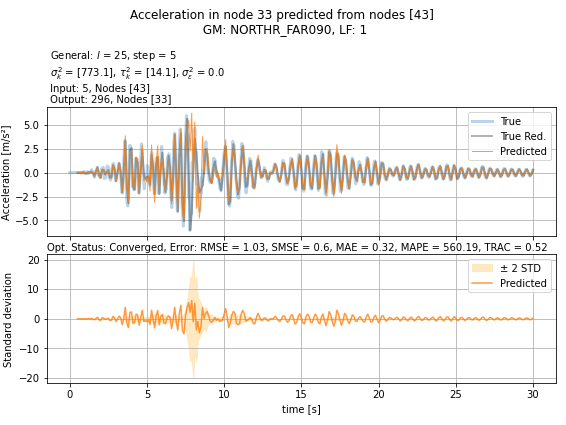 Acceleration in node 33 predicted from nodes [43]
GM: NORTHR_FAR090, LF: 1
General: l = 25, step = 5
σ²ₖ = [773.1], τ²ₖ = [14.1], σ²ε = 0.0
Input: 5, Nodes [43]
Output: 296, Nodes [33]
Acceleration [m/s²]
5.0
2.5
0.0
−2.5
−5.0
True
True Red.
Predicted
Opt. Status: Converged, Error: RMSE = 1.03, SMSE = 0.6, MAE = 0.32, MAPE = 560.19, TRAC = 0.52
Standard deviation
20
10
0
−10
−20
± 2 STD
Predicted
0 5 10 15 20 25 30
time [s]